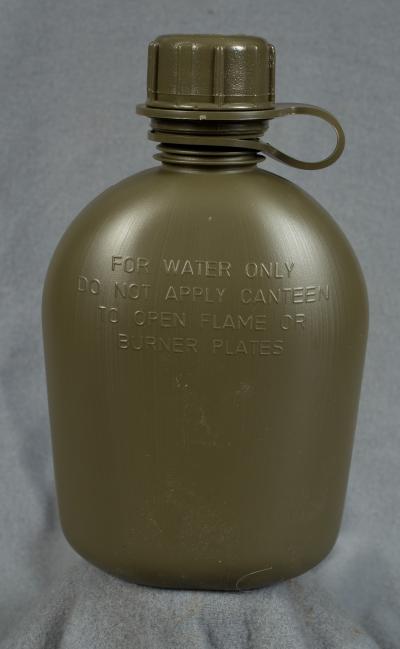 FOR WATER ONLY
DO NOT APPLY CANTEEN
TO OPEN FLAME OR
BURNER PLATES